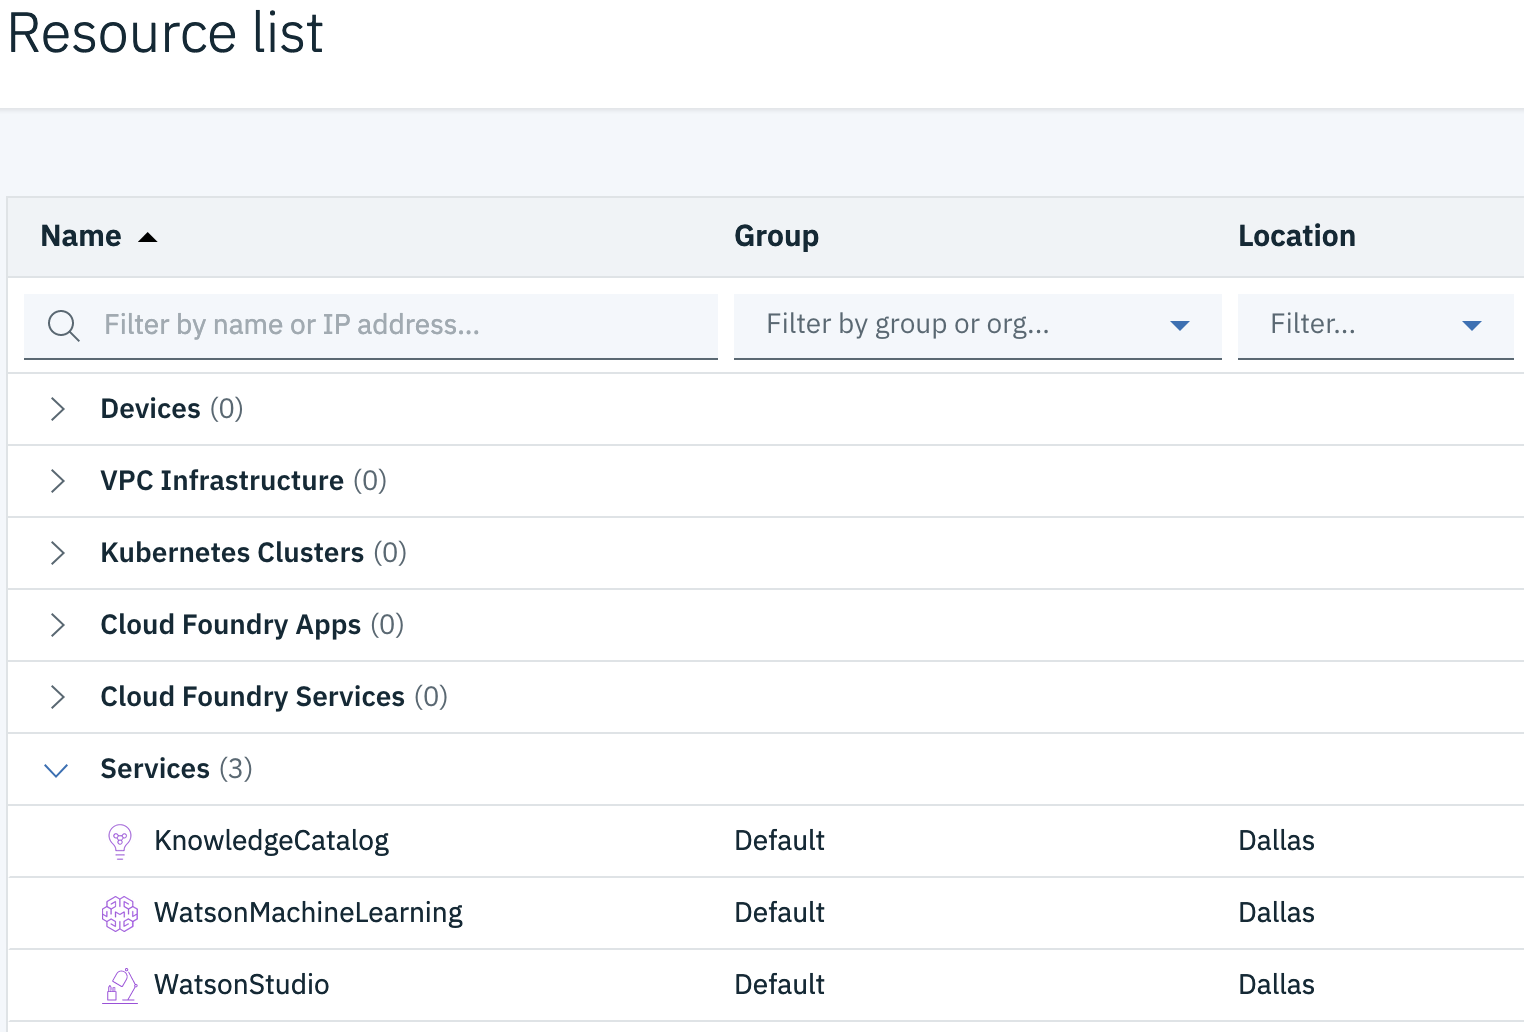 Resource list
Name Group Location
Filter by name or IP address... Filter by group or org... Filter...
Devices (0)
VPC Infrastructure (0)
Kubernetes Clusters (0)
Cloud Foundry Apps (0)
Cloud Foundry Services (0)
Services (3)
KnowledgeCatalog Default Dallas
WatsonMachineLearning Default Dallas
WatsonStudio Default Dallas